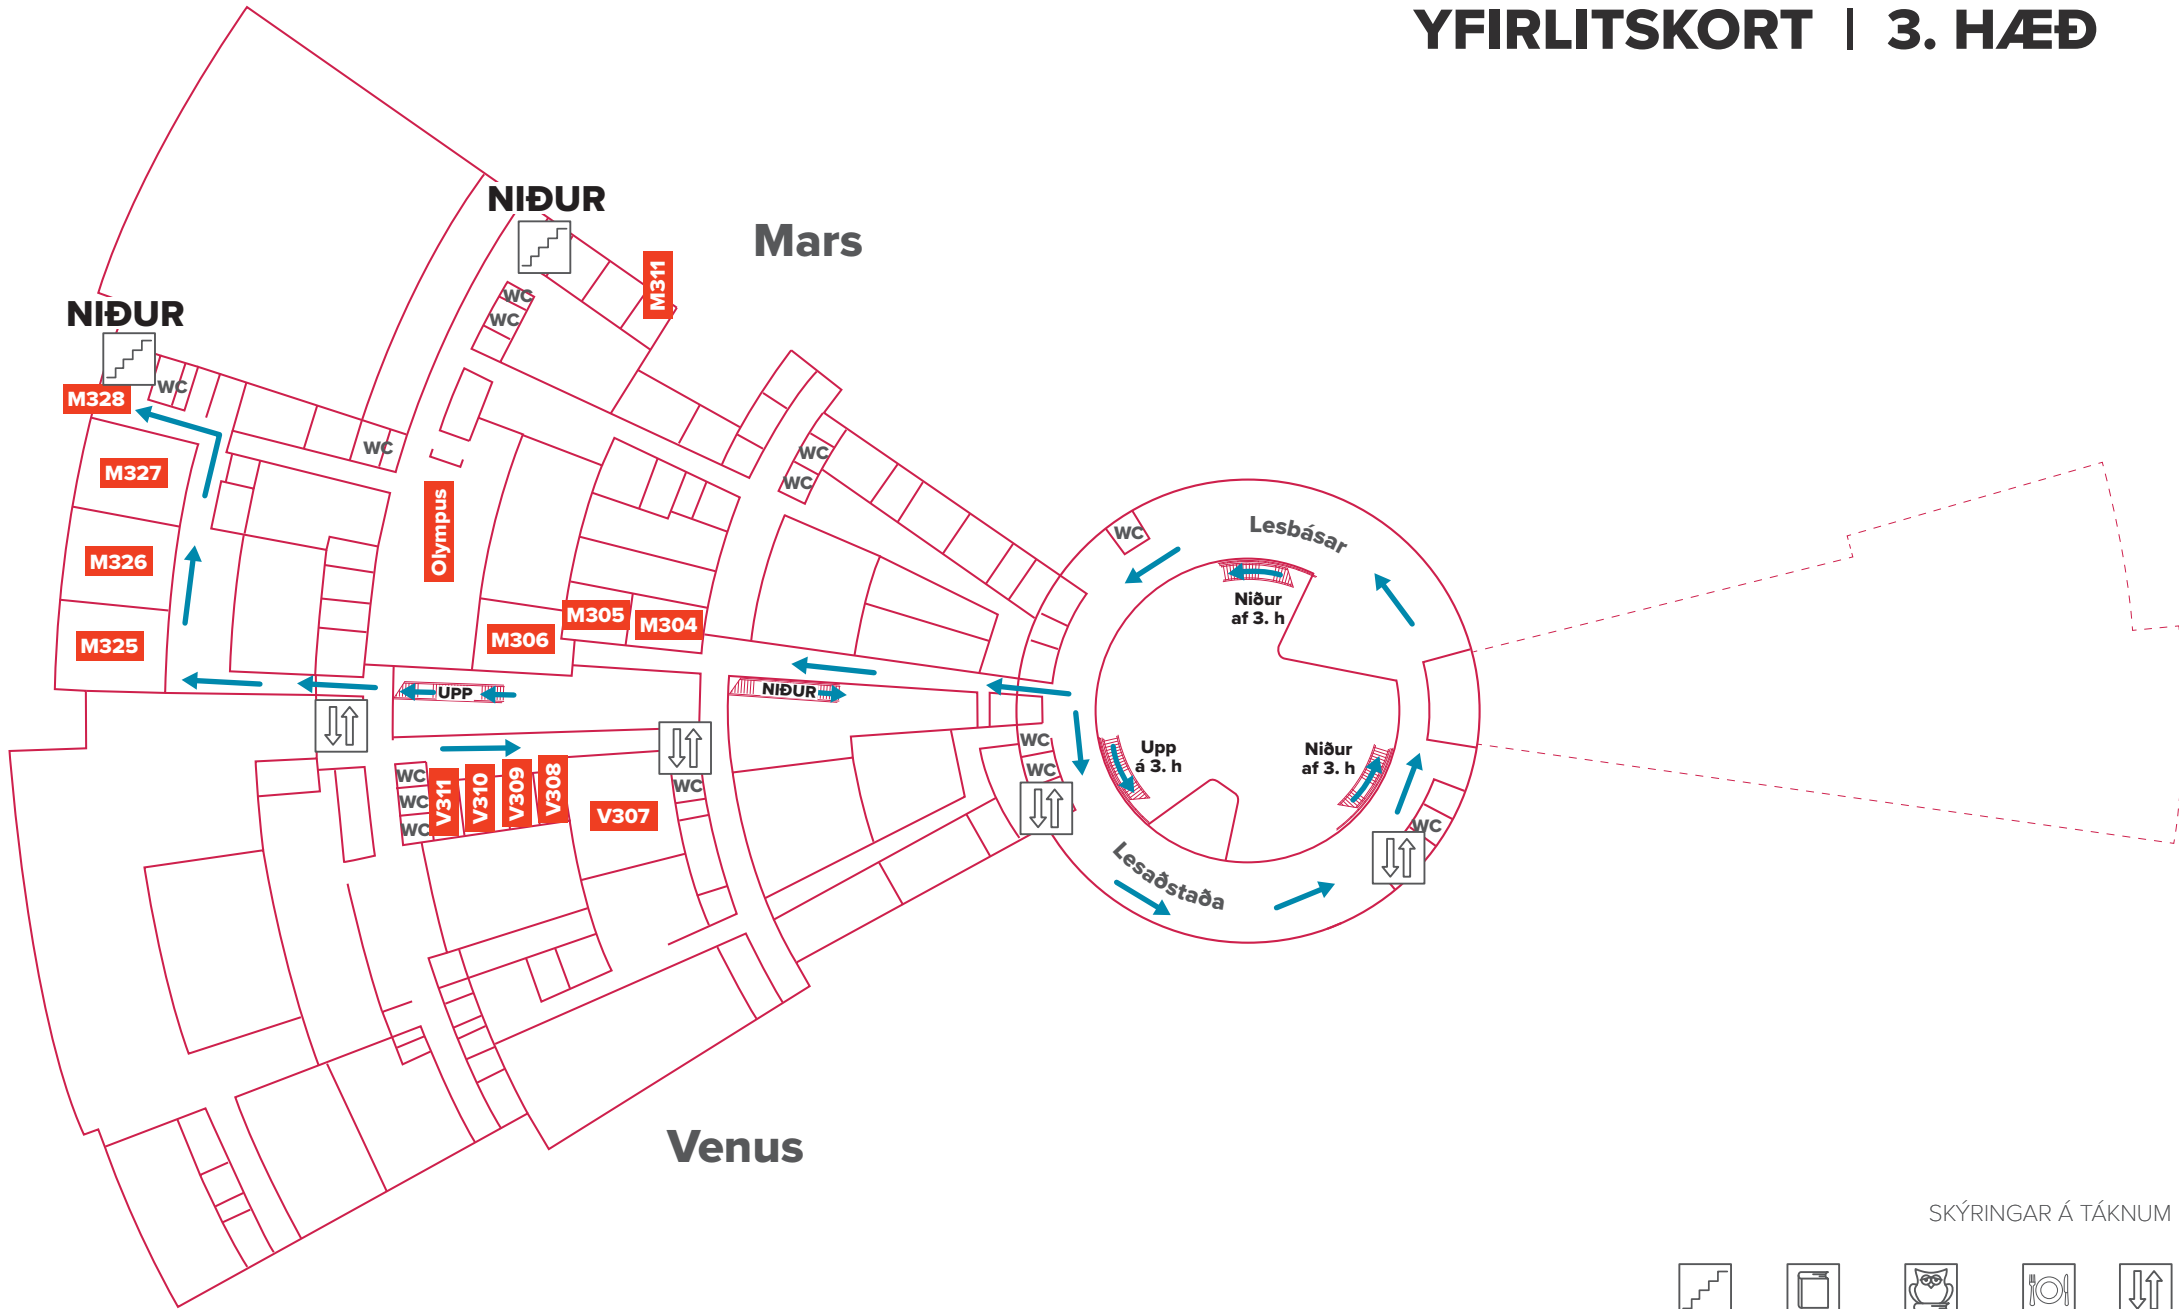 YFIRLITSKORT | 3. HÆÐ
NIÐUR
Mars
M311
WC
WC
NIÐUR
WC
M328
WC
WC
WC
M327
Olympus
M326
M325
M306
M305
M304
WC
Lesbásar
Niður
af 3. h
UPP
NIÐUR
WC
WC
Upp
á 3. h
Niður
af 3. h
WC
WC
WC
WC
V311
V310
V309
V308
V307
WC
Lesaðstaða
Venus
SKÝRINGAR Á TÁKNUM